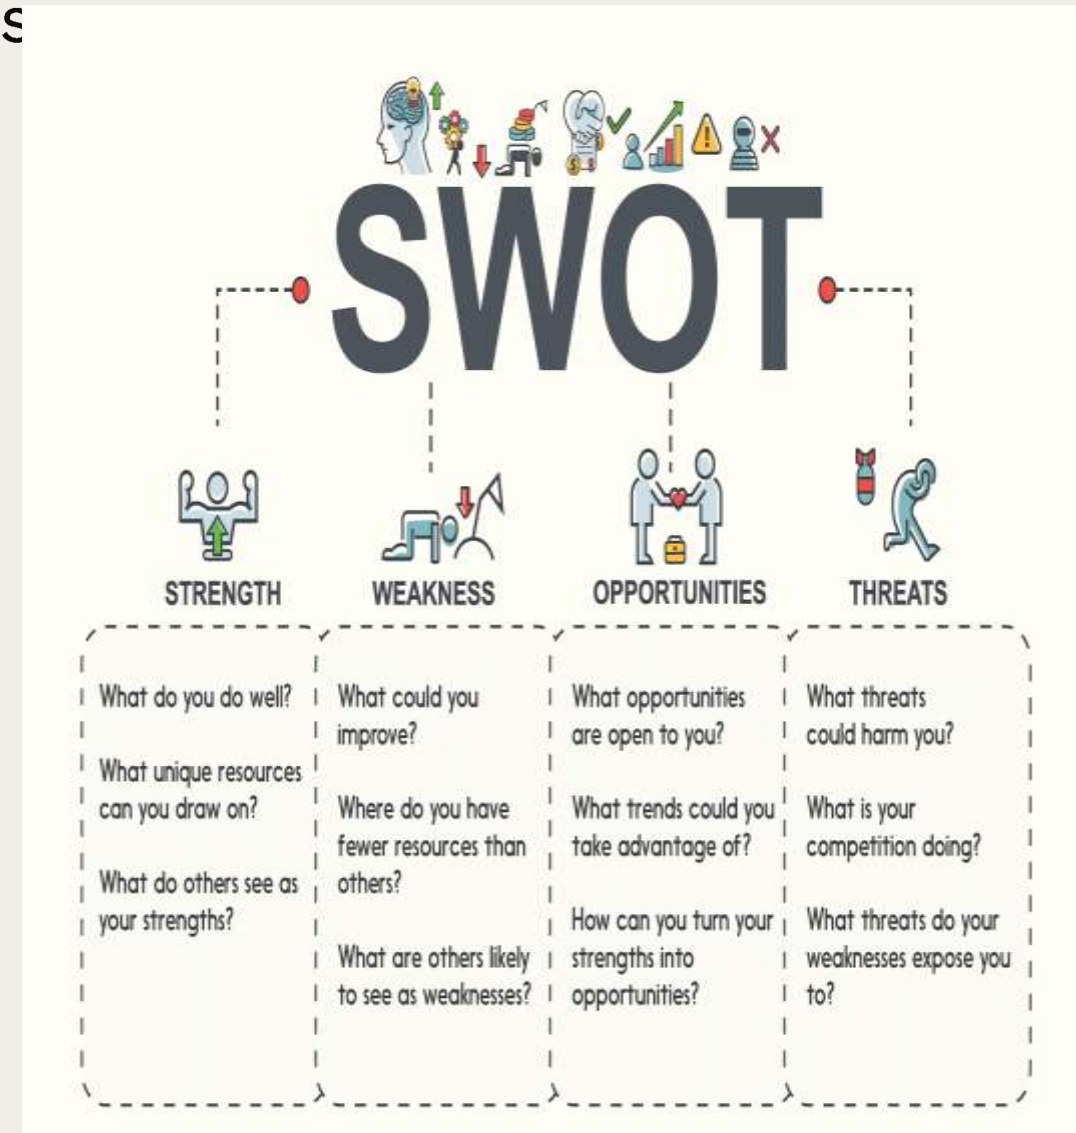 S
SWOT
STRENGTH
What do you do well?
What unique resources
can you draw on?
What do others see as
your strengths?
WEAKNESS
What could you
improve?
Where do you have
fewer resources than
others?
What are others likely
to see as weaknesses?
OPPORTUNITIES
What opportunities
are open to you?
What trends could you
take advantage of?
How can you turn your
strengths into
opportunities?
THREATS
What threats
could harm you?
What is your
competition doing?
What threats do your
weaknesses expose you
to?